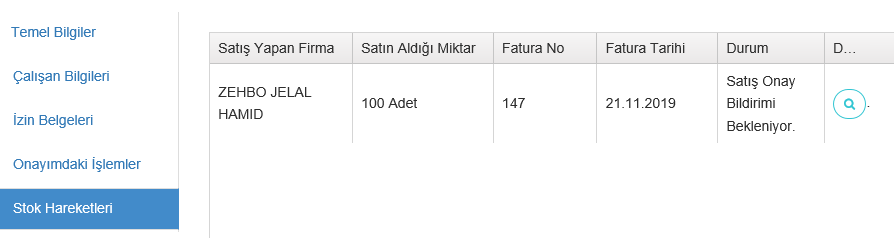 Temel Bilgiler
Çalışan Bilgileri
İzin Belgeleri
Onayımdaki İşlemler
Stok Hareketleri
Satış Yapan Firma Satın Aldığı Miktar Fatura No Fatura Tarihi Durum D...
ZEHBO JELAL
HAMID
100 Adet
147
21.11.2019
Satış Onay
Bildirimi
Bekleniyor.
.